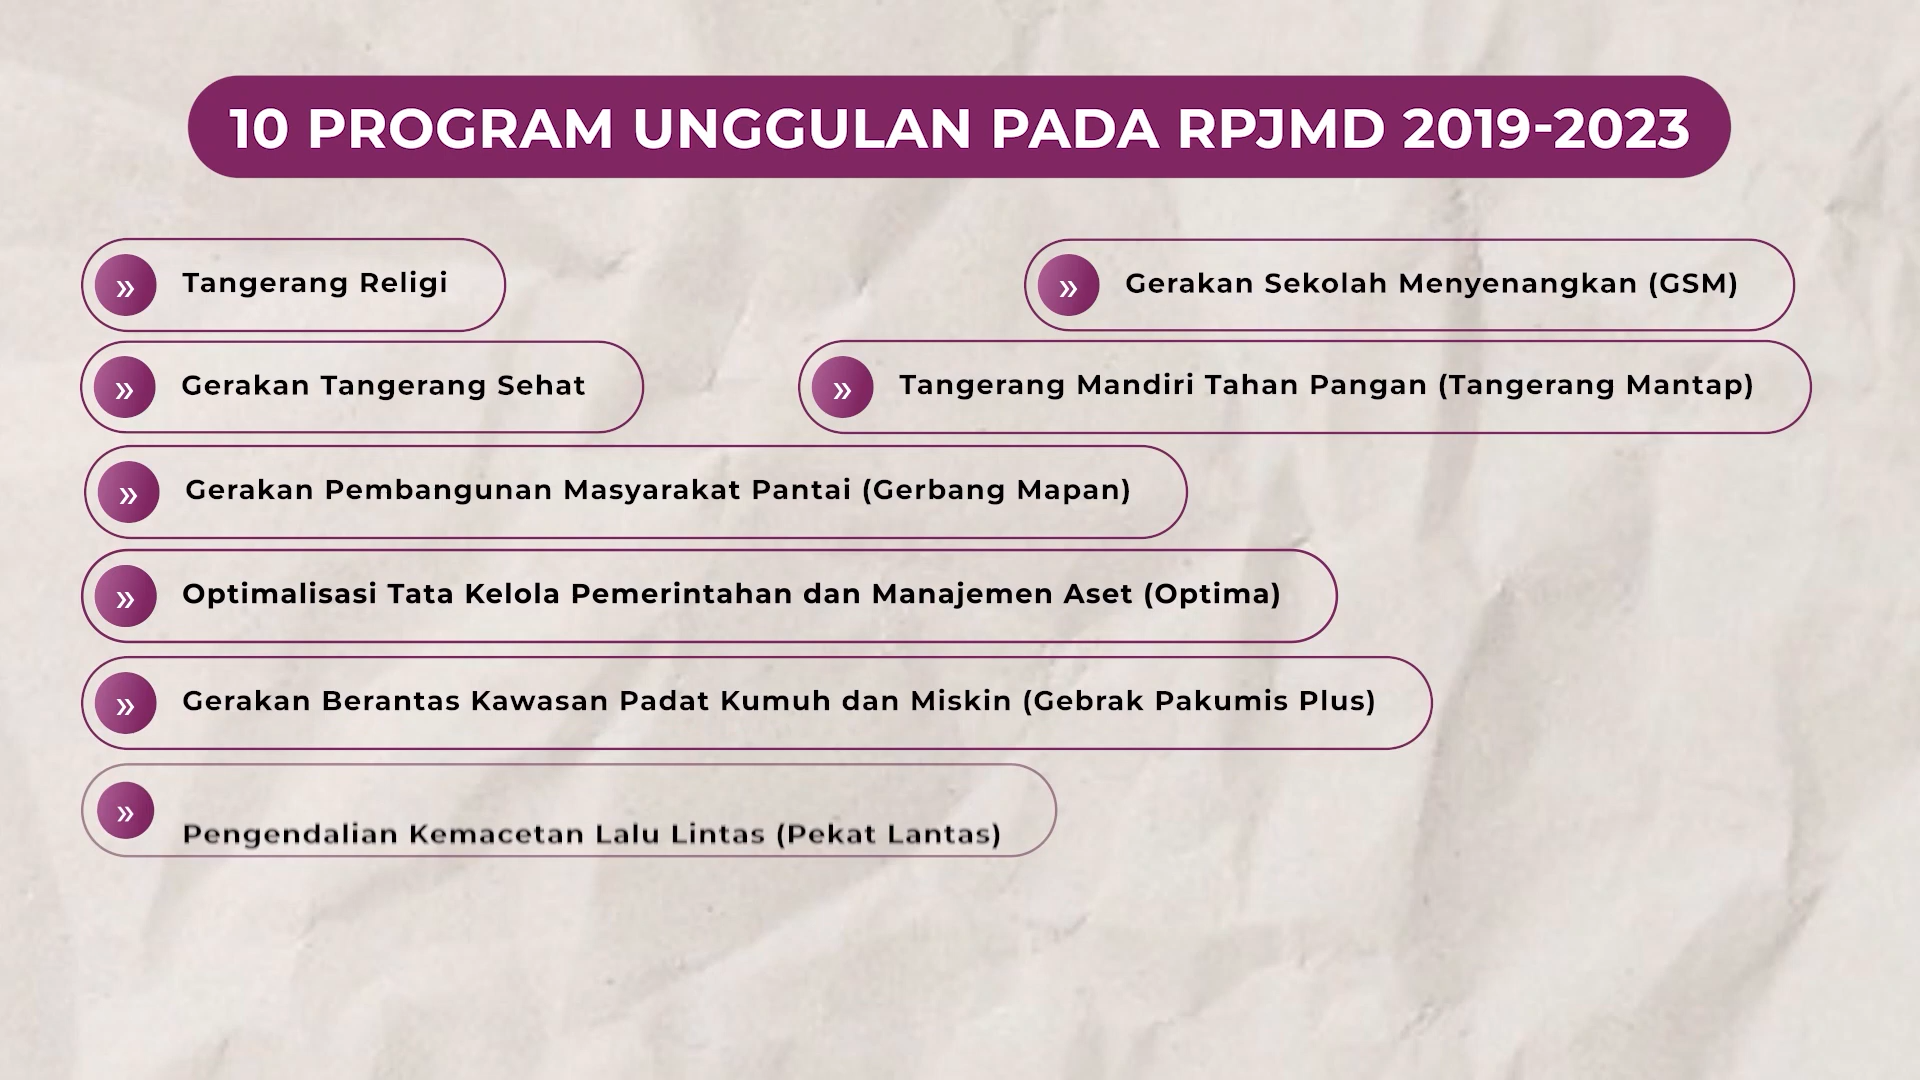 10 PROGRAM UNGGULAN PADA RPJMD 2019-2023
» Tangerang Religi
» Gerakan Sekolah Menyenangkan (GSM)
» Gerakan Tangerang Sehat
» Tangerang Mandiri Tahan Pangan (Tangerang Mantap)
» Gerakan Pembangunan Masyarakat Pantai (Gerbang Mapan)
» Optimalisasi Tata Kelola Pemerintahan dan Manajemen Aset (Optima)
» Gerakan Berantas Kawasan Padat Kumuh dan Miskin (Gebrak Pakumis Plus)
» Pengendalian Kemacetan Lalu Lintas (Pekat Lantas)